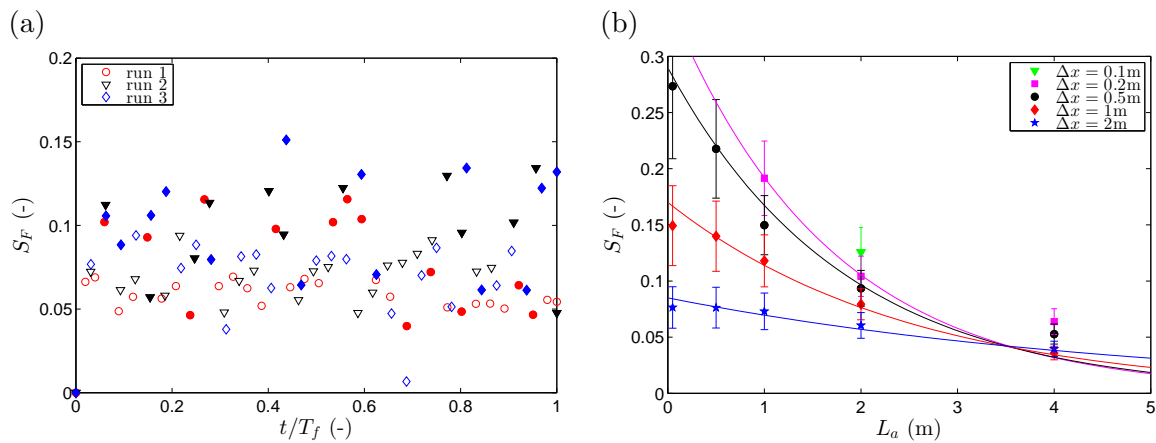 (a)
0.2
0.15
0.1
0.05
0
S_F (-)
run 1
run 2
run 3
0 0.2 0.4 0.6 0.8 1
t/T_f (-)
(b)
0.3
0.25
0.2
0.15
0.1
0.05
0
S_F (-)
Δx = 0.1m
Δx = 0.2m
Δx = 0.5m
Δx = 1m
Δx = 2m
0 1 2 3 4 5
L_a (m)